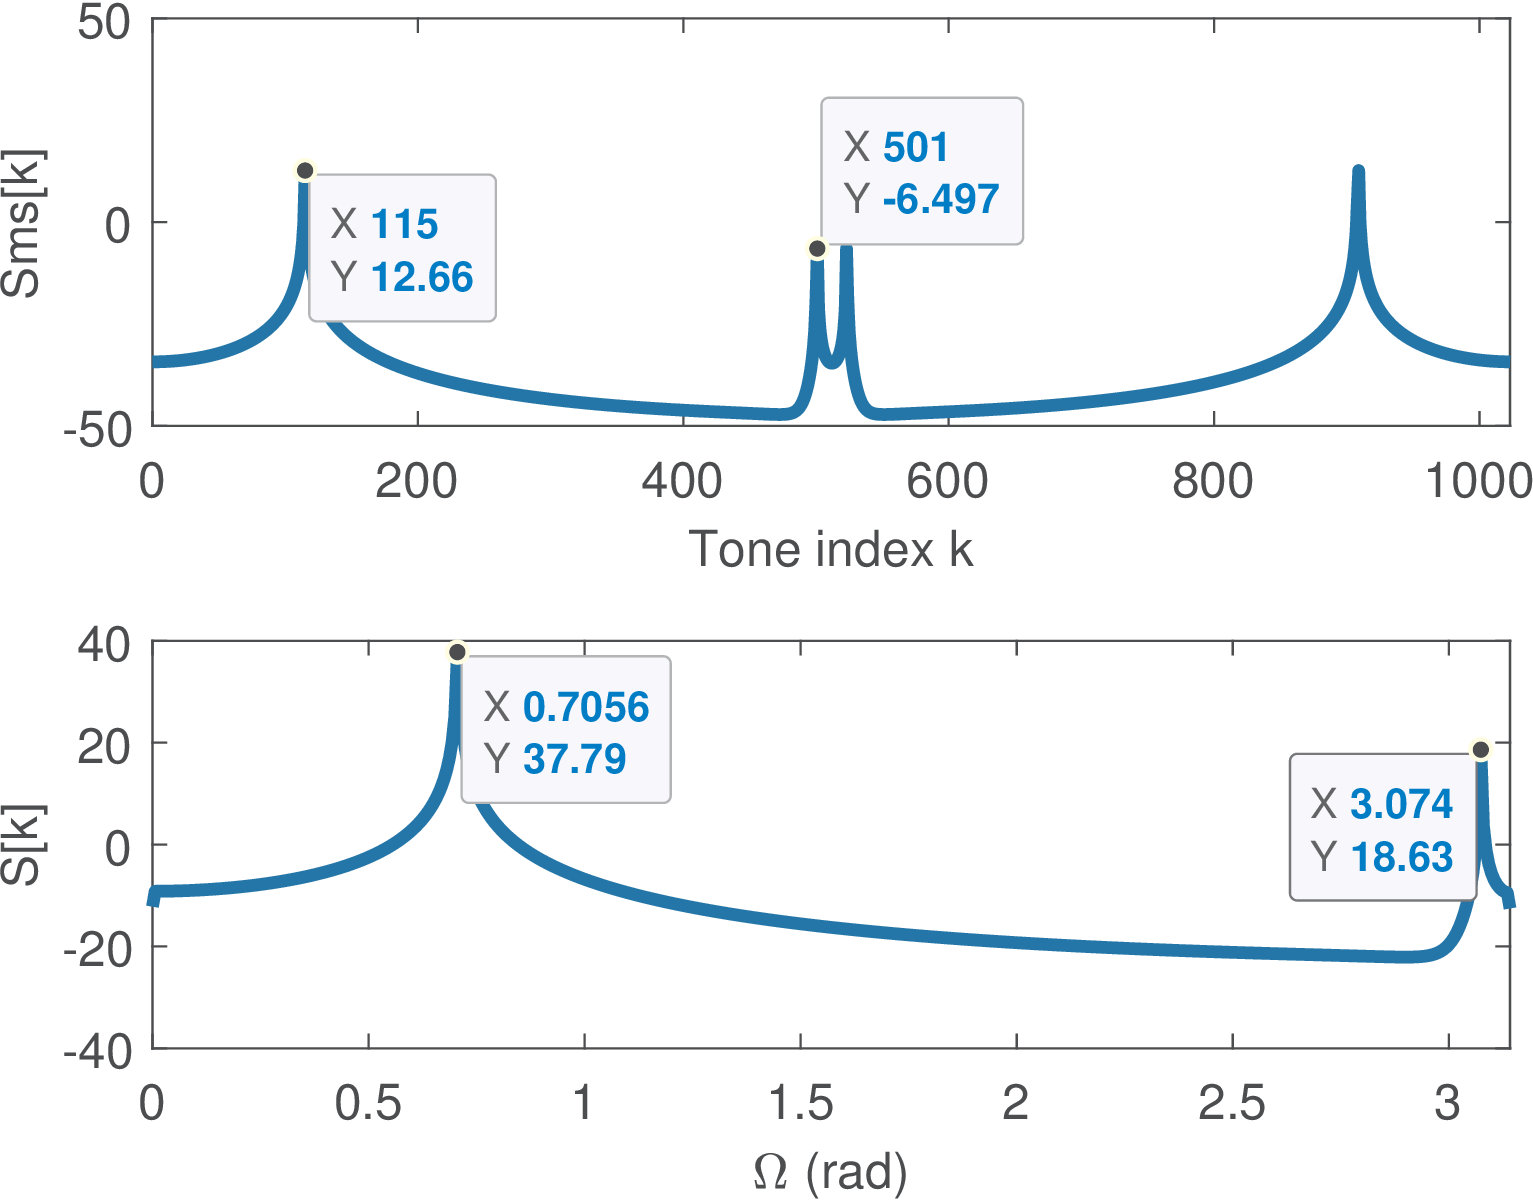 50
0
-50
Sms[k]
X 115
Y 12.66
X 501
Y -6.497
0 200 400 600 800 1000
Tone index k
40
20
0
-20
-40
S[k]
X 0.7056
Y 37.79
X 3.074
Y 18.63
0 0.5 1 1.5 2 2.5 3
Ω (rad)